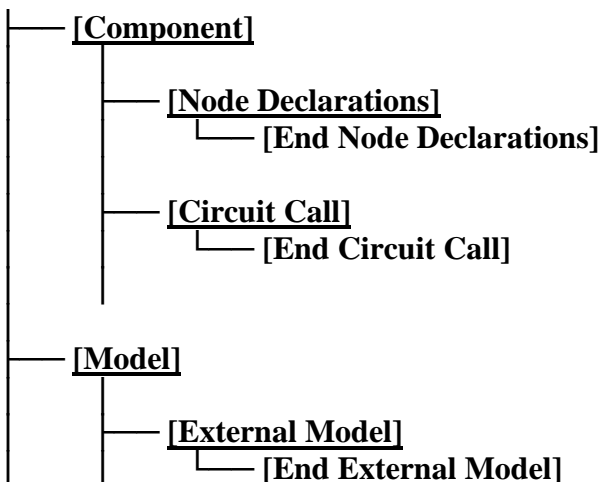 [Component]
[Node Declarations]
[End Node Declarations]
[Circuit Call]
[End Circuit Call]
[Model]
[External Model]
[End External Model]